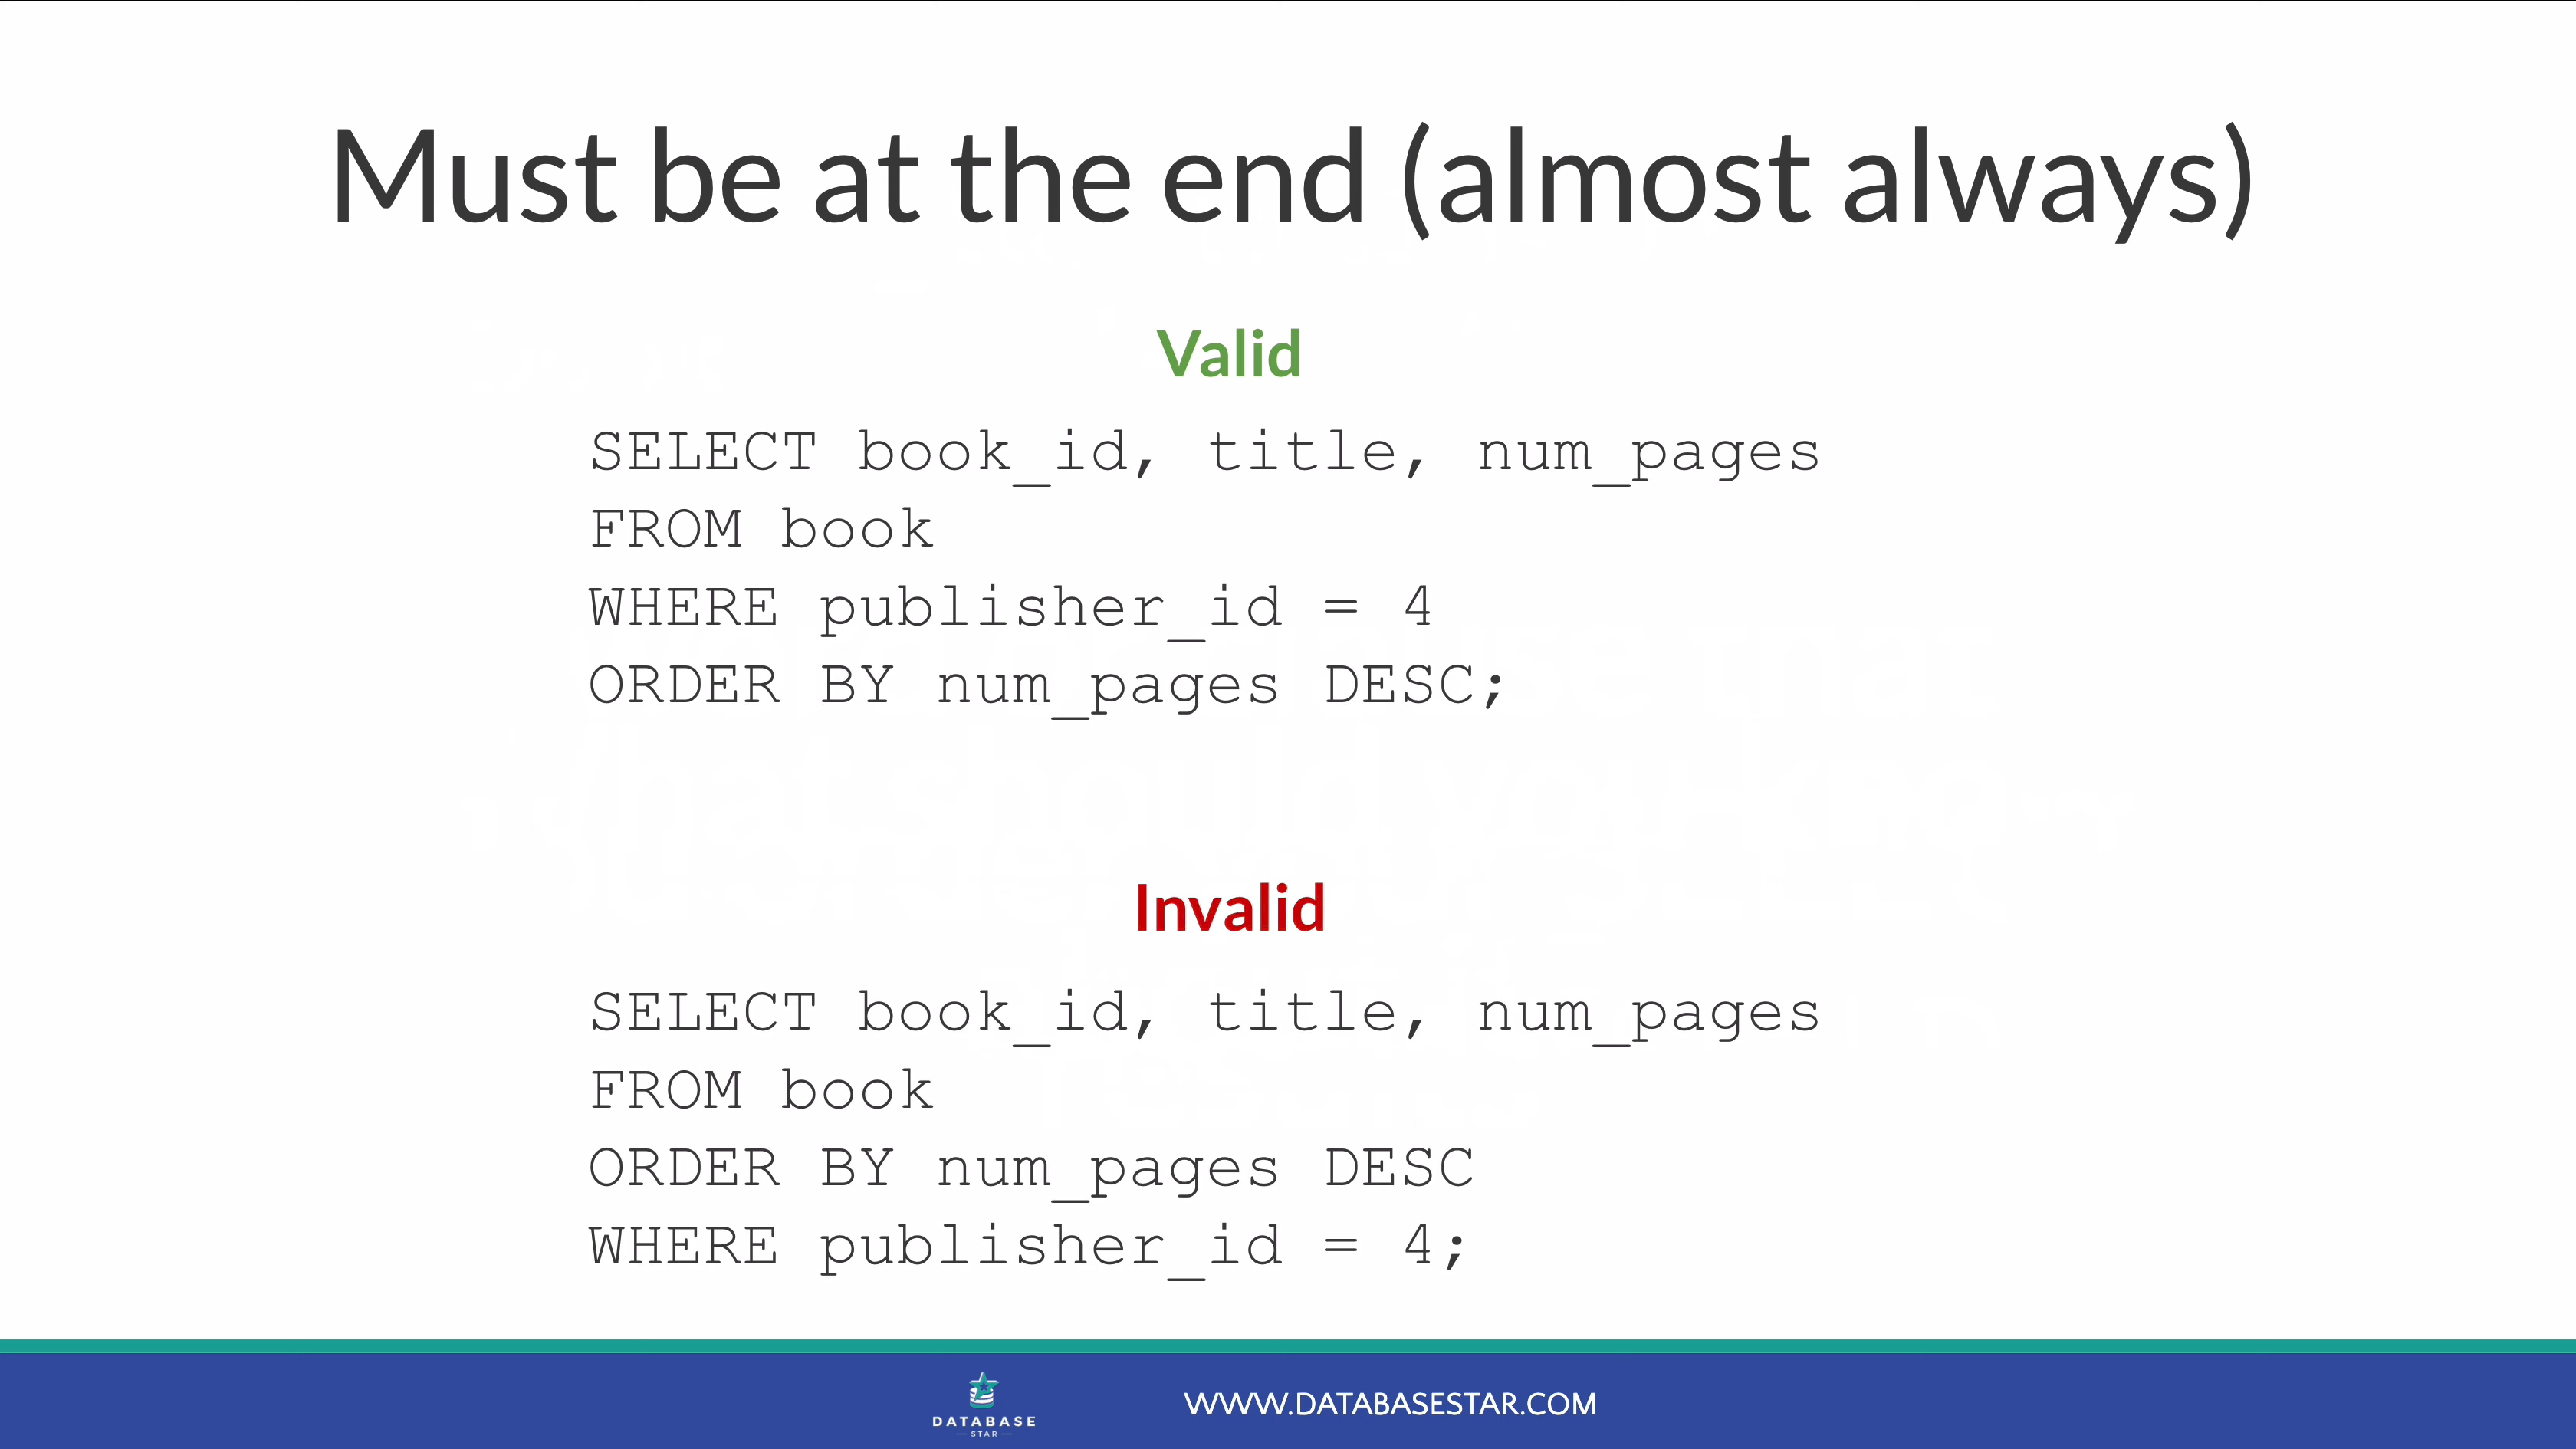 Must be at the end (almost always)
Valid
SELECT book_id, title, num_pages
FROM book
WHERE publisher_id = 4
ORDER BY num_pages DESC;
Invalid
SELECT book_id, title, num_pages
FROM book
ORDER BY num_pages DESC
WHERE publisher_id = 4;
DATABASE
STAR
WWW.DATABASESTAR.COM